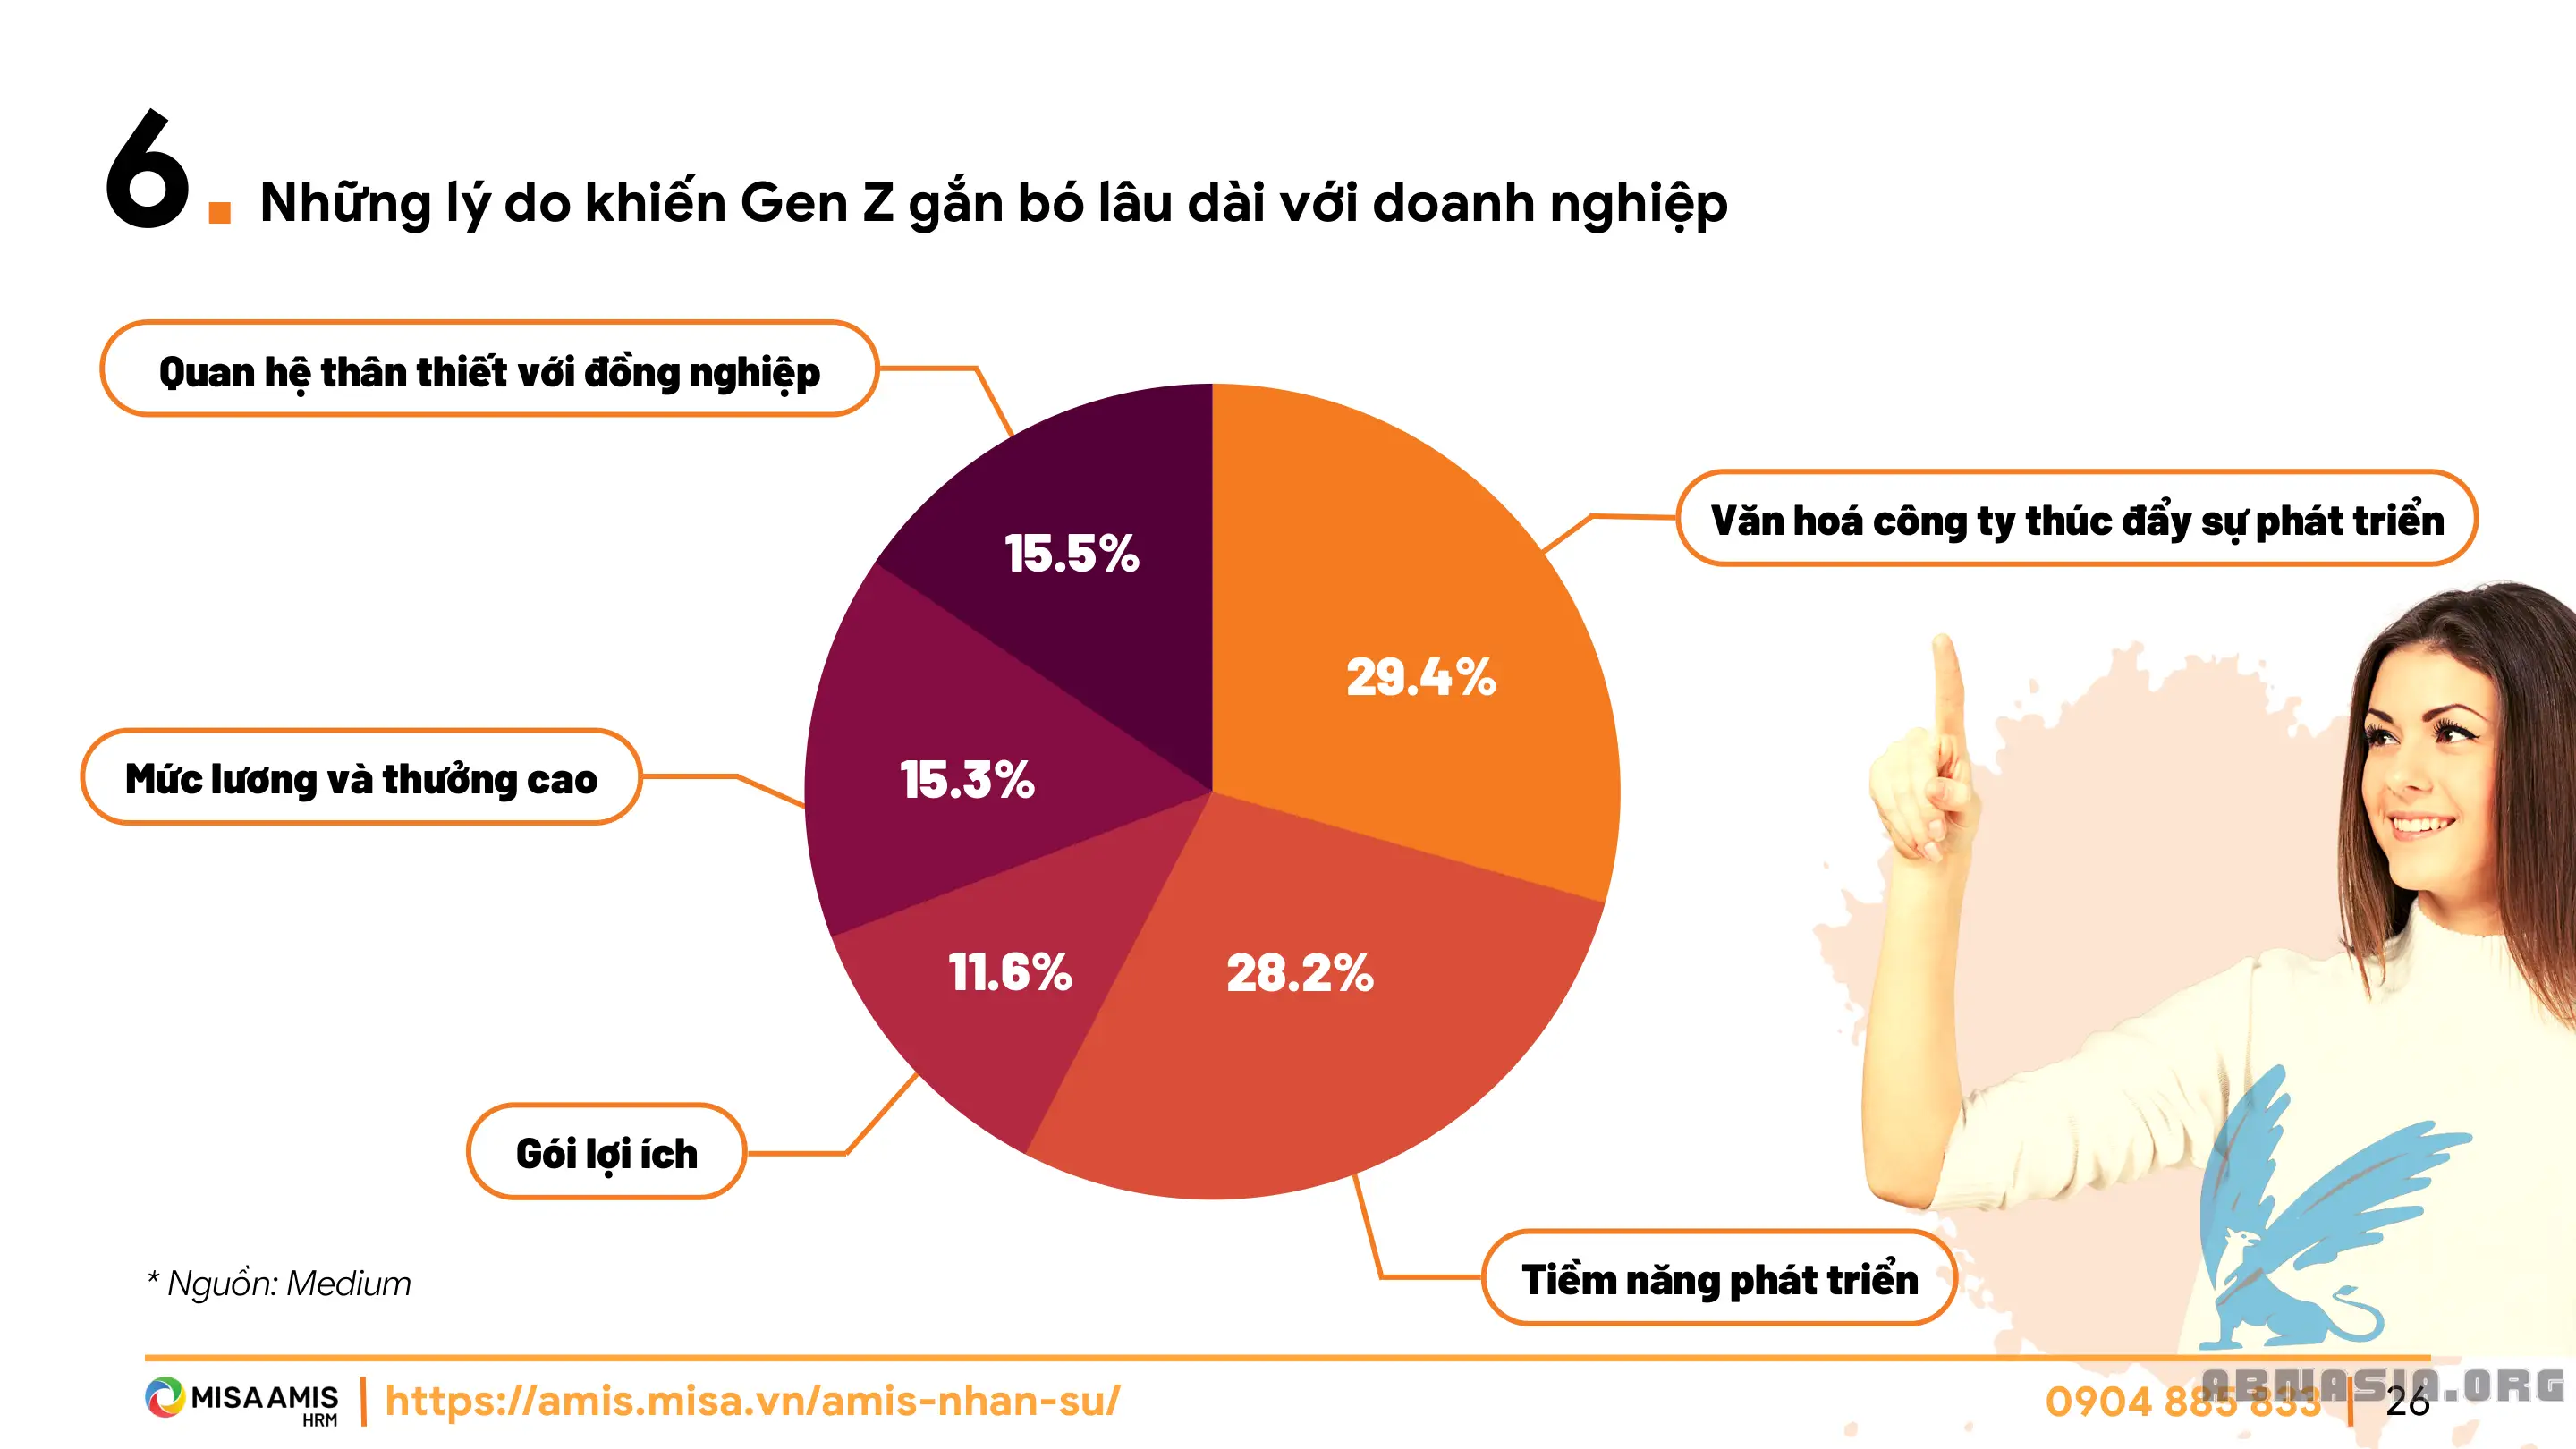 6. Những lý do khiến Gen Z gắn bó lâu dài với doanh nghiệp
Quan hệ thân thiết với đồng nghiệp
Văn hoá công ty thúc đẩy sự phát triển
15.5%
29.4%
Mức lương và thưởng cao
15.3%
11.6%
28.2%
Gói lợi ích
Tiềm năng phát triển
* Nguồn: Medium
MISA AMIS
HRM
https://amis.misa.vn/amis-nhan-su/
0904 885 833
26
ABMASIA.ORG